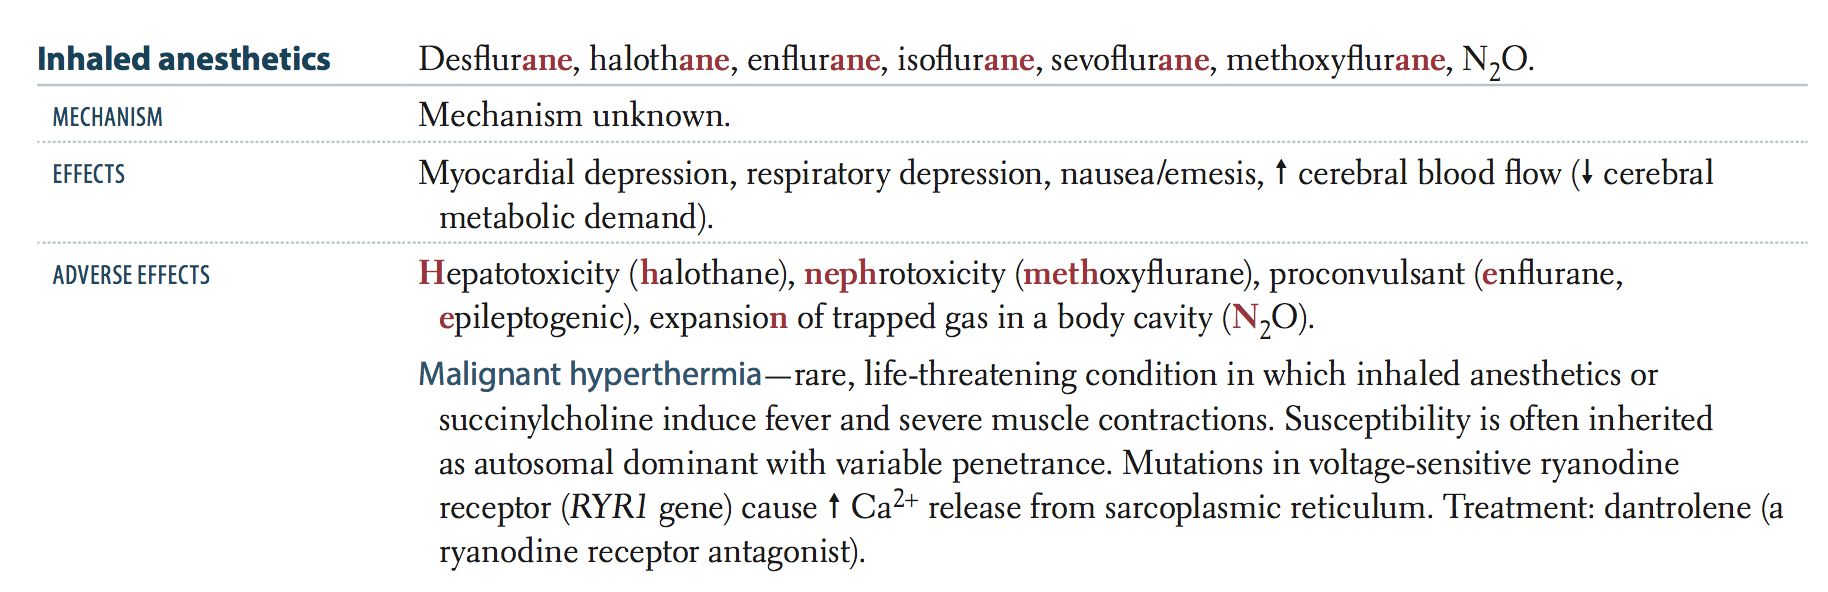 Inhaled anesthetics Desflurane, halothane, enflurane, isoflurane, sevoflurane, methoxyflurane, N₂O.
MECHANISM Mechanism unknown.
EFFECTS Myocardial depression, respiratory depression, nausea/emesis, ↑ cerebral blood flow (↓ cerebral
metabolic demand).
ADVERSE EFFECTS Hepatotoxicity (halothane), nephrotoxicity (methoxyflurane), proconvulsant (enflurane,
epileptogenic), expansion of trapped gas in a body cavity (N₂O).
Malignant hyperthermia—rare, life-threatening condition in which inhaled anesthetics or
succinylcholine induce fever and severe muscle contractions. Susceptibility is often inherited
as autosomal dominant with variable penetrance. Mutations in voltage-sensitive ryanodine
receptor (RYR1 gene) cause ↑ Ca²⁺ release from sarcoplasmic reticulum. Treatment: dantrolene (a
ryanodine receptor antagonist).